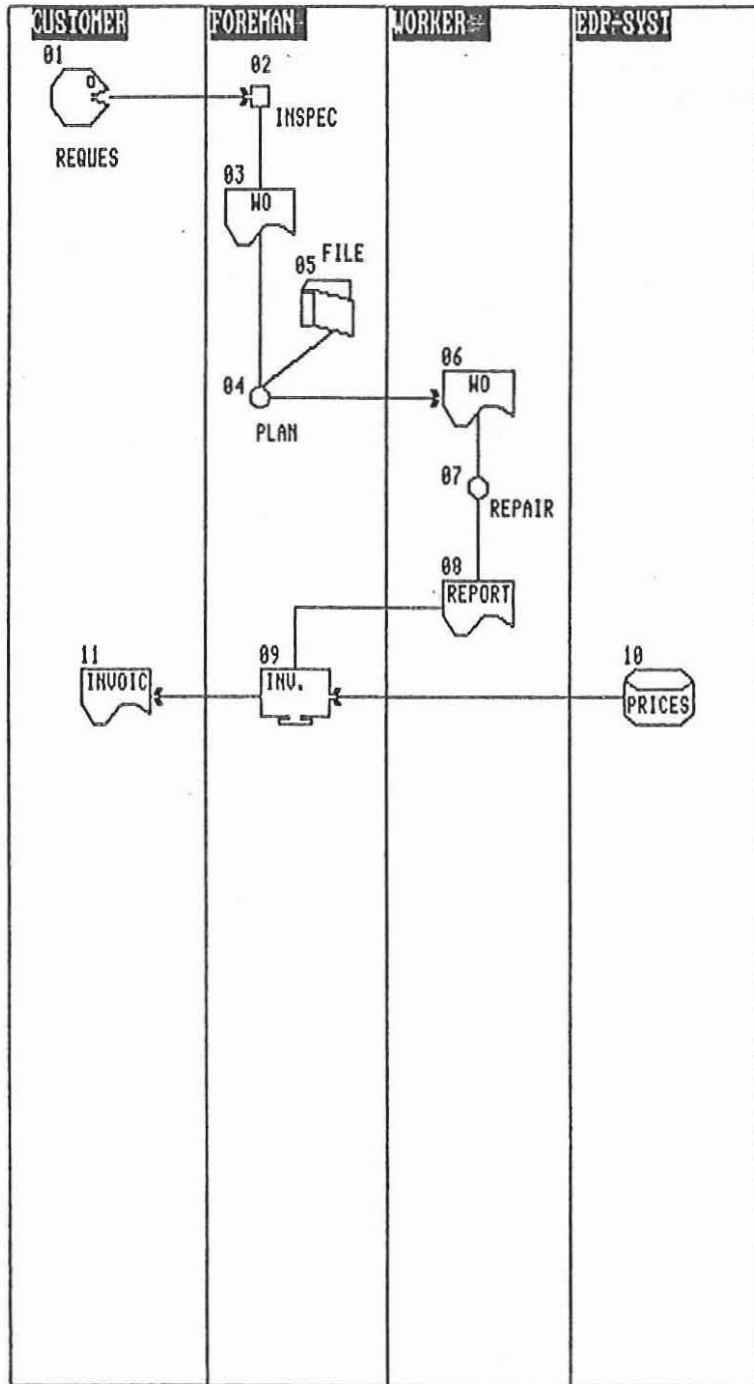 CUSTOMER
FOREMAN
WORKER
EDP-SYST
01
02
INSPEC
REQUES
03
WO
FILE
05
06
WO
04
PLAN
07
REPAIR
08
REPORT
11
INVOIC
09
INV.
10
PRICES